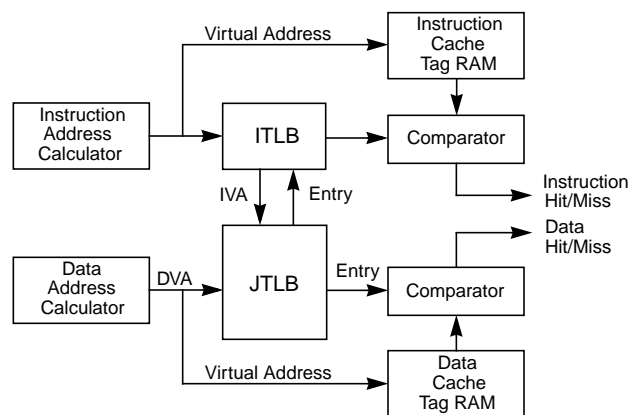 Virtual Address
Instruction
Cache
Tag RAM
Instruction
Address
Calculator
ITLB
Comparator
IVA
Entry
Instruction
Hit/Miss
Data
Hit/Miss
Data
Address
Calculator
DVA
JTLB
Entry
Comparator
Virtual Address
Data
Cache
Tag RAM